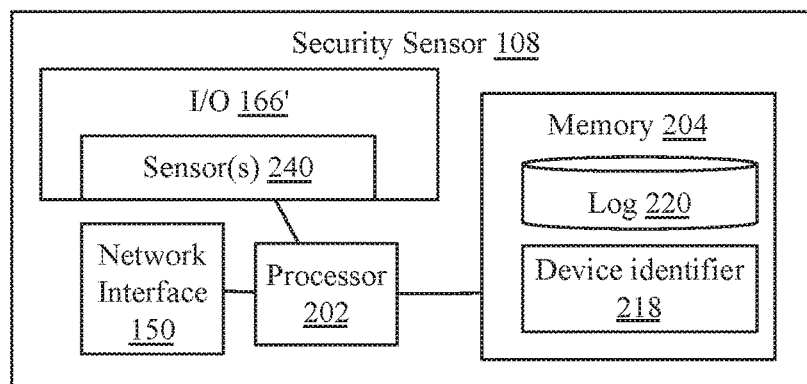 Security Sensor 108
I/O 166'
Sensor(s) 240
Network
Interface
150
Processor
202
Memory 204
Log 220
Device identifier
218